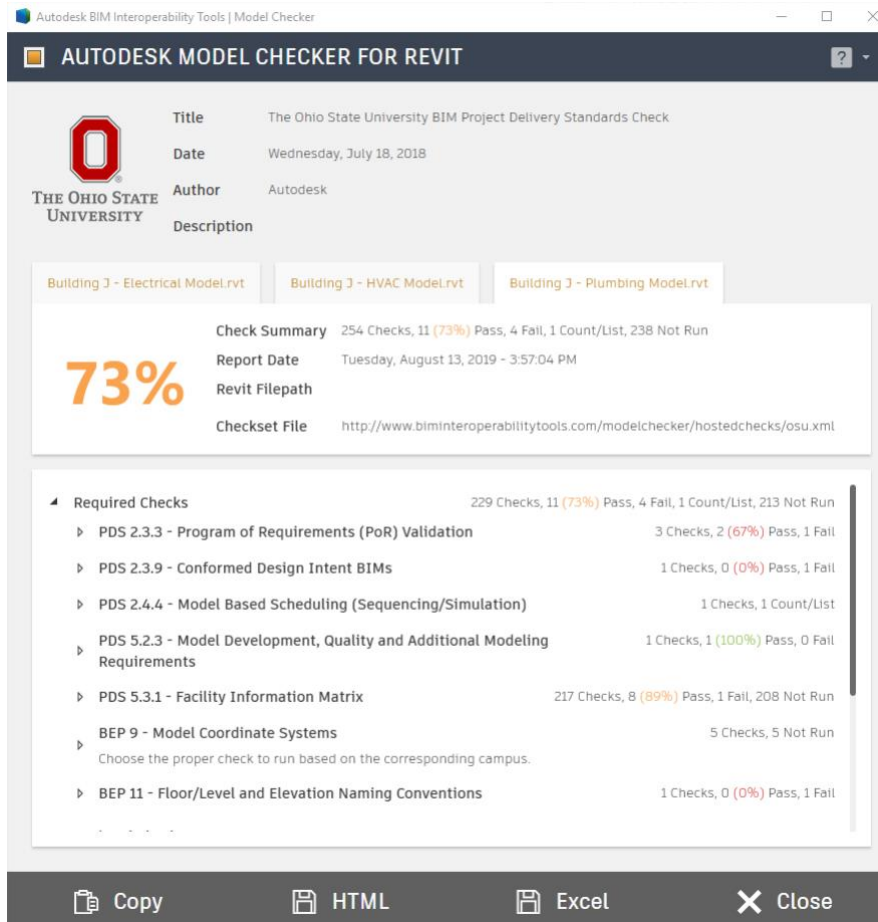 Autodesk BIM Interoperability Tools | Model Checker
AUTODESK MODEL CHECKER FOR REVIT
?
THE OHIO STATE
UNIVERSITY
Title The Ohio State University BIM Project Delivery Standards Check
Date Wednesday, July 18, 2018
Author Autodesk
Description
Building J - Electrical Model.rvt Building J - HVAC Model.rvt Building J - Plumbing Model.rvt
73%
Check Summary 254 Checks, 11 (73%) Pass, 4 Fail, 1 Count/List, 238 Not Run
Report Date Tuesday, August 13, 2019 - 3:57:04 PM
Revit Filepath
Checkset File http://www.biminteroperabilitytools.com/modelchecker/hostedchecks/osu.xml
Required Checks 229 Checks, 11 (73%) Pass, 4 Fail, 1 Count/List, 213 Not Run
PDS 2.3.3 - Program of Requirements (PoR) Validation 3 Checks, 2 (67%) Pass, 1 Fail
PDS 2.3.9 - Conformed Design Intent BIMs 1 Checks, 0 (0%) Pass, 1 Fail
PDS 2.4.4 - Model Based Scheduling (Sequencing/Simulation) 1 Checks, 1 Count/List
PDS 5.2.3 - Model Development, Quality and Additional Modeling 1 Checks, 1 (100%) Pass, 0 Fail
Requirements
PDS 5.3.1 - Facility Information Matrix 217 Checks, 8 (89%) Pass, 1 Fail, 208 Not Run
BEP 9 - Model Coordinate Systems 5 Checks, 5 Not Run
Choose the proper check to run based on the corresponding campus.
BEP 11 - Floor/Level and Elevation Naming Conventions 1 Checks, 0 (0%) Pass, 1 Fail
Copy HTML Excel Close